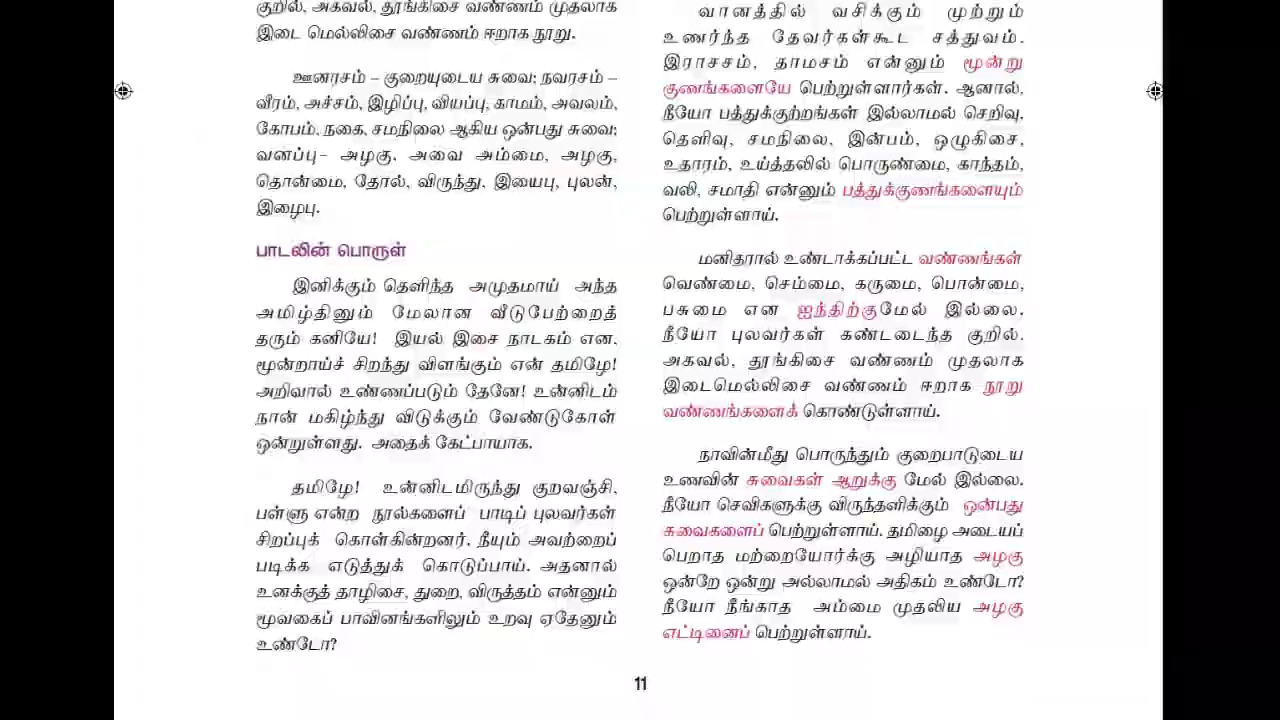 குறில், அகவல், தூங்கிசை வண்ணம் முதலாக
இடை மெல்லிசை வண்ணம் ஈறாக நூறு.
ஊனரசம் – குறையுடைய சுவை; நவரசம் –
வீரம், அச்சம், இழிப்பு, வியப்பு, காமம், அவலம்,
கோபம், நகை, சமநிலை ஆகிய ஒன்பது சுவை;
வனப்பு– அழகு. அவை அம்மை, அழகு,
தொன்மை, தோல், விருந்து, இயைபு, புலன்,
இழைபு.
பாடலின் பொருள்
இனிக்கும் தெளிந்த அமுதமாய் அந்த
அமிழ்தினும் மேலான வீடுபேற்றைத்
தரும் கனியே! இயல் இசை நாடகம் என,
மூன்றாய்ச் சிறந்து விளங்கும் என் தமிழே!
அறிவால் உண்ணப்படும் தேனே! உன்னிடம்
நான் மகிழ்ந்து விடுக்கும் வேண்டுகோள்
ஒன்றுள்ளது. அதைக் கேட்பாயாக.
தமிழே! உன்னிடமிருந்து குறவஞ்சி,
பள்ளு என்ற நூல்களைப் பாடிப் புலவர்கள்
சிறப்புக் கொள்கின்றனர். நீயும் அவற்றைப்
படிக்க எடுத்துக் கொடுப்பாய். அதனால்
உனக்குத் தாழிசை, துறை, விருத்தம் என்னும்
மூவகைப் பாவினங்களிலும் உறவு ஏதேனும்
உண்டோ?
வானத்தில் வசிக்கும் முற்றும்
உணர்ந்த தேவர்கள்கூட சத்துவம்.
இராசசம், தாமசம் என்னும் மூன்று
குணங்களையே பெற்றுள்ளார்கள். ஆனால்,
நீயோ பத்துக்குற்றங்கள் இல்லாமல் செறிவு,
தெளிவு, சமநிலை, இன்பம், ஒழுகிசை,
உதாரம், உய்த்தலில் பொருண்மை, காந்தம்,
வலி, சமாதி என்னும் பத்துக்குணங்களையும்
பெற்றுள்ளாய்.
மனிதரால் உண்டாக்கப்பட்ட வண்ணங்கள்
வெண்மை, செம்மை, கருமை, பொன்மை,
பசுமை என ஐந்திற்குமேல் இல்லை.
நீயோ புலவர்கள் கண்டடைந்த குறில்,
அகவல், தூங்கிசை வண்ணம் முதலாக
இடைமெல்லிசை வண்ணம் ஈறாக நூறு
வண்ணங்களைக் கொண்டுள்ளாய்.
நாவின்மீது பொருந்தும் குறைபாடுடைய
உணவின் சுவைகள் ஆறுக்கு மேல் இல்லை.
நீயோ செவிகளுக்கு விருந்தளிக்கும் ஒன்பது
சுவைகளைப் பெற்றுள்ளாய். தமிழை அடையப்
பெறாத மற்றையோர்க்கு அழியாத அழகு
ஒன்றே ஒன்று அல்லாமல் அதிகம் உண்டோ?
நீயோ நீங்காத அம்மை முதலிய அழகு
எட்டினைப் பெற்றுள்ளாய்.
11